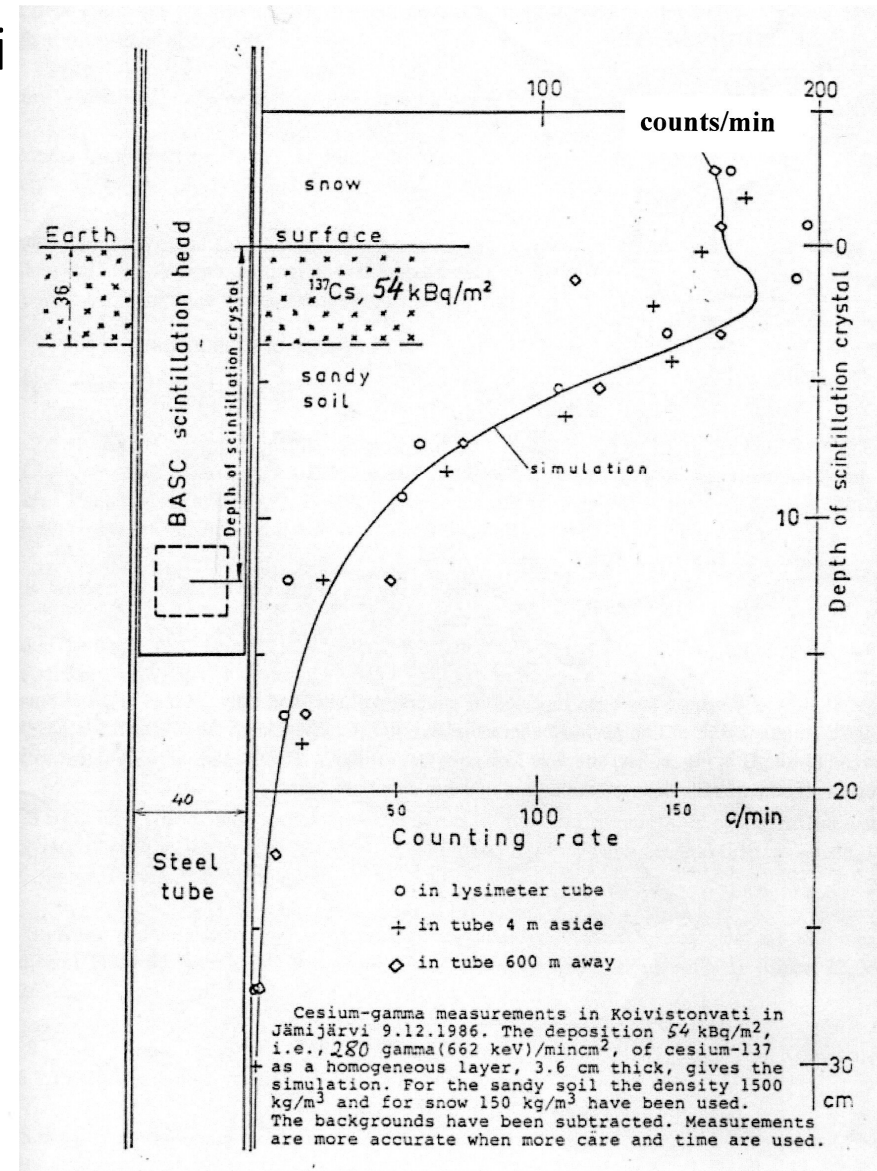 i
100
200
counts/min
snow
Earth
surface
0
36
137Cs, 54 kBq/m2
BASC scintillation head
Depth of scintillation crystal
Depth of scintillation crystal
sandy
soil
simulation
10
20
40
50
100
150
c/min
Counting rate
Steel
tube
o in lysimeter tube
+ in tube 4 m aside
◇ in tube 600 m away
Cesium-gamma measurements in Koivistonvati in
Jämijärvi 9.12.1986. The deposition 54 kBq/m2,
i.e., 280 gamma(662 keV)/mincm2, of cesium-137
as a homogeneous layer, 3.6 cm thick, gives the
simulation. For the sandy soil the density 1500
kg/m3 and for snow 150 kg/m3 have been used.
The backgrounds have been subtracted. Measurements
are more accurate when more care and time are used.
30
cm